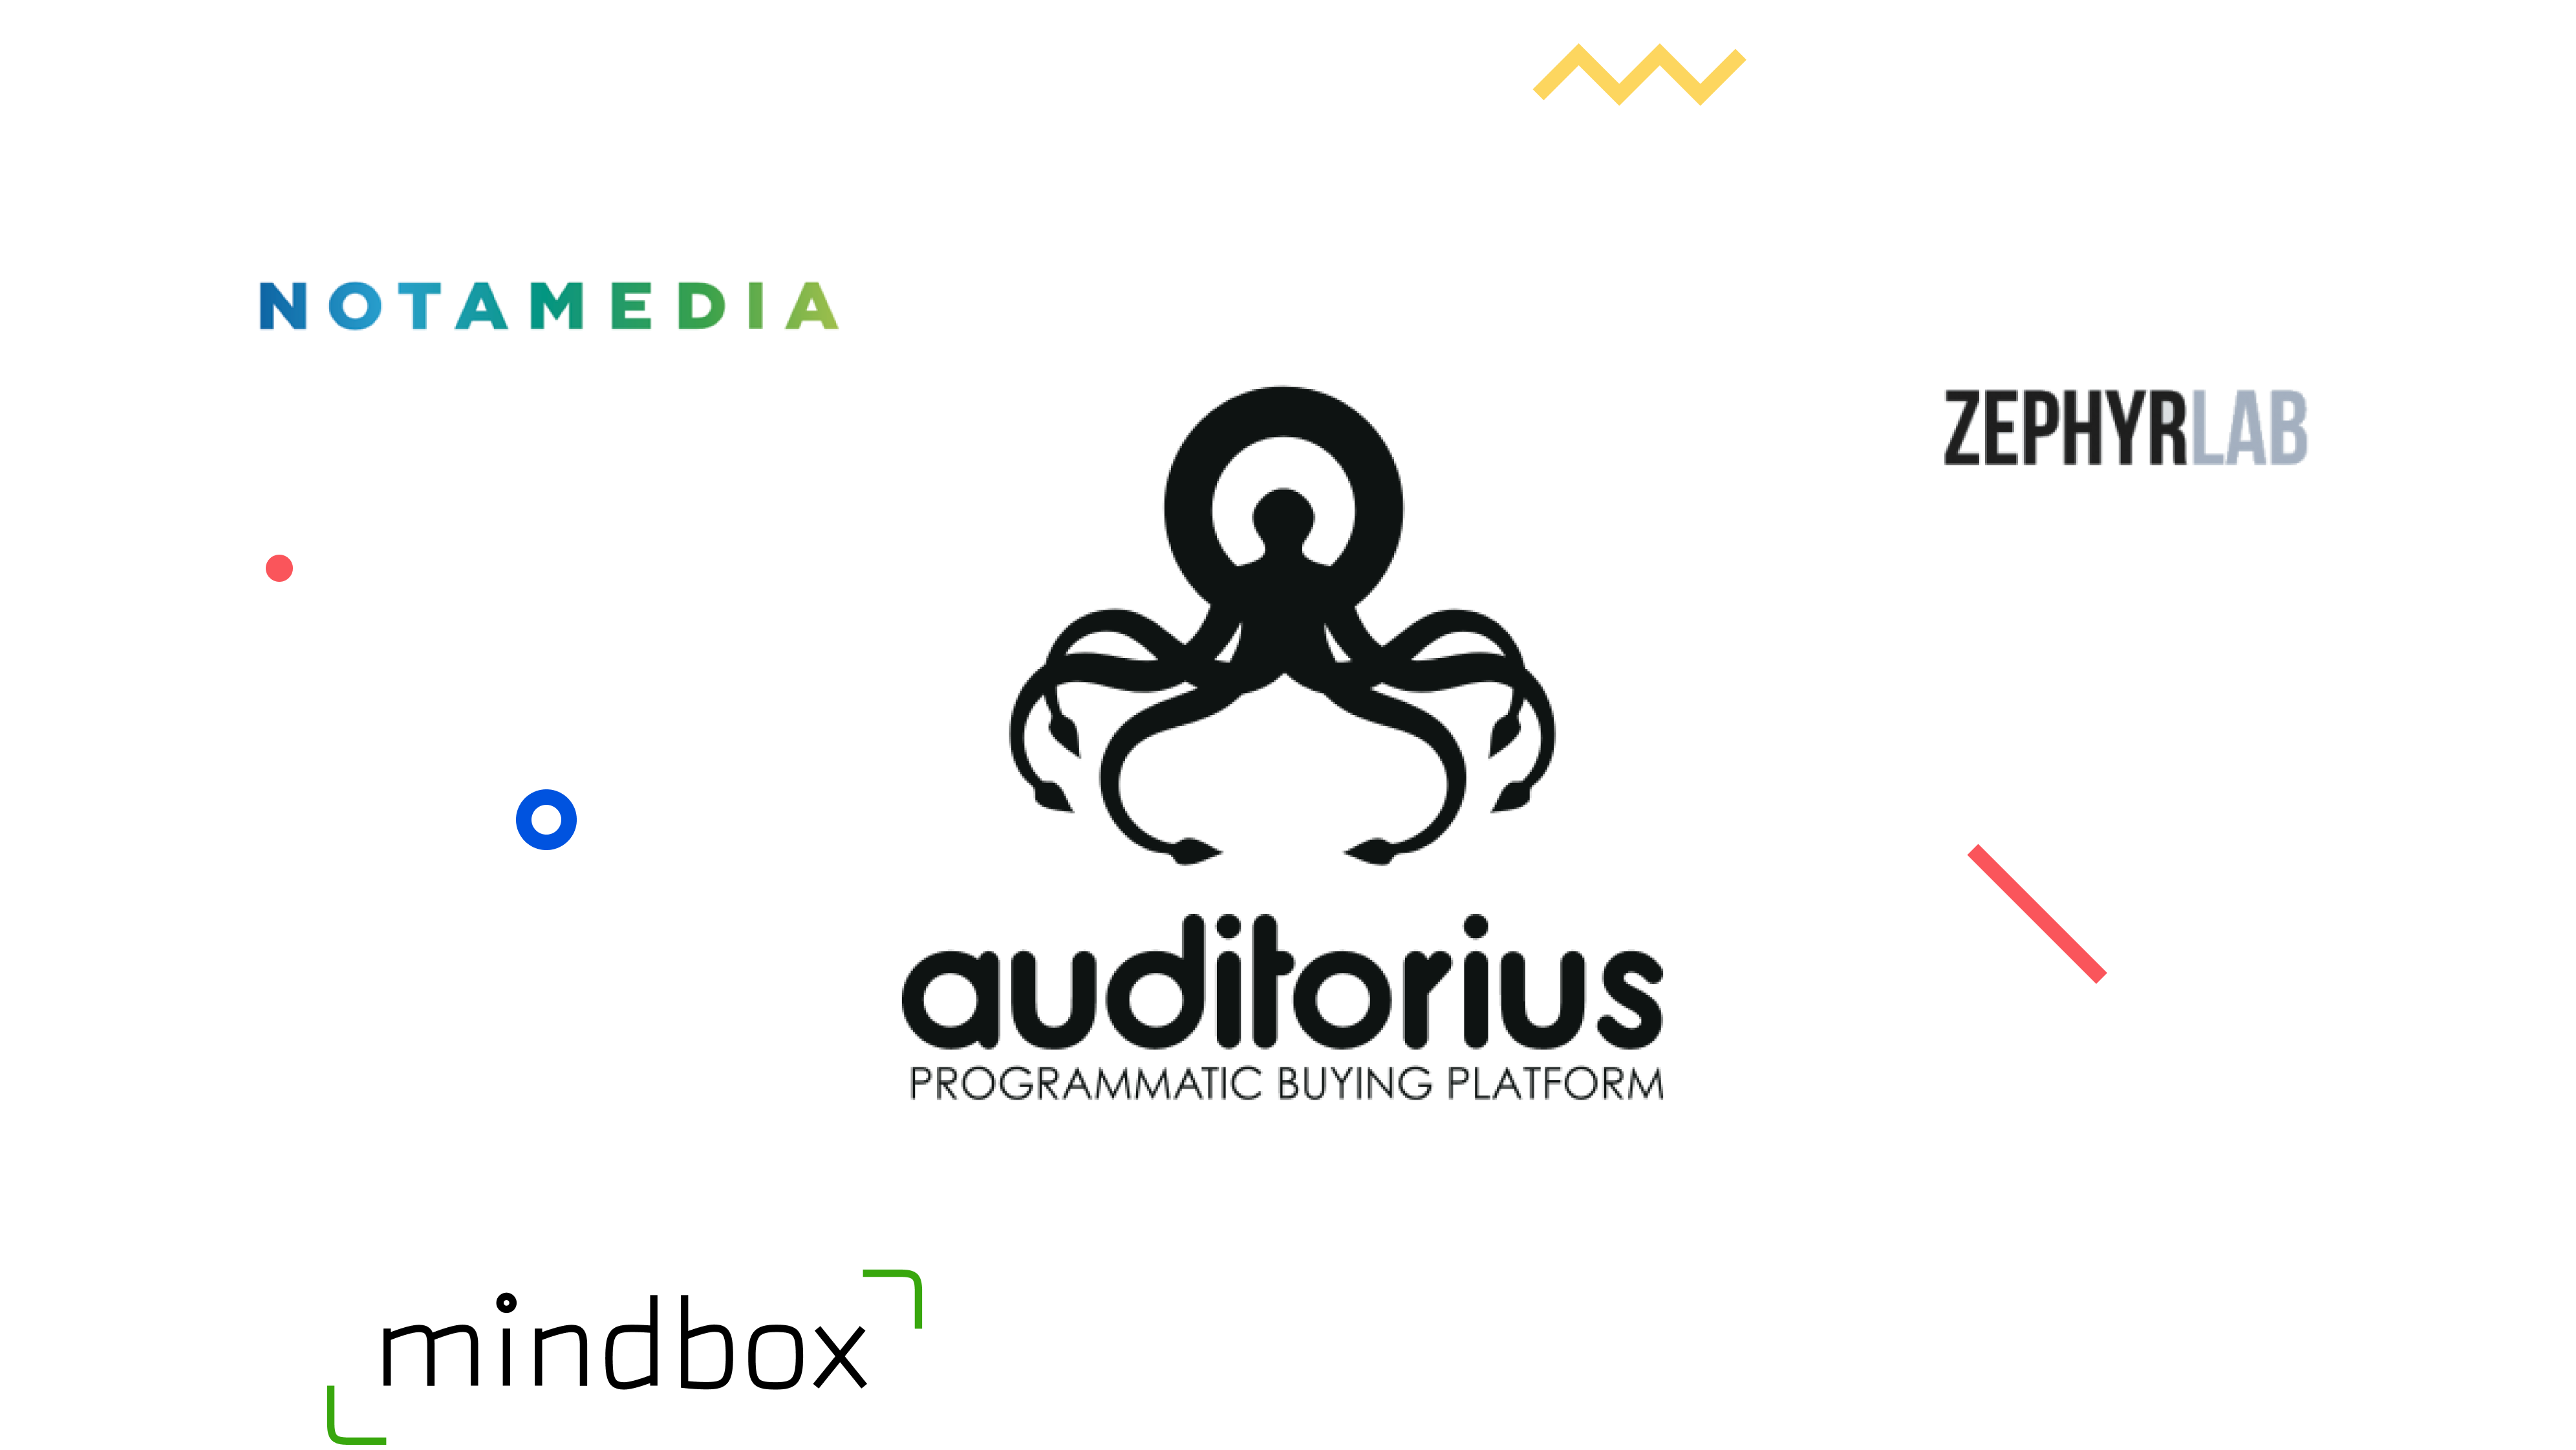 NOTAMEDIA
ZEPHYRLAB
auditorius
PROGRAMMATIC BUYING PLATFORM
mindbox